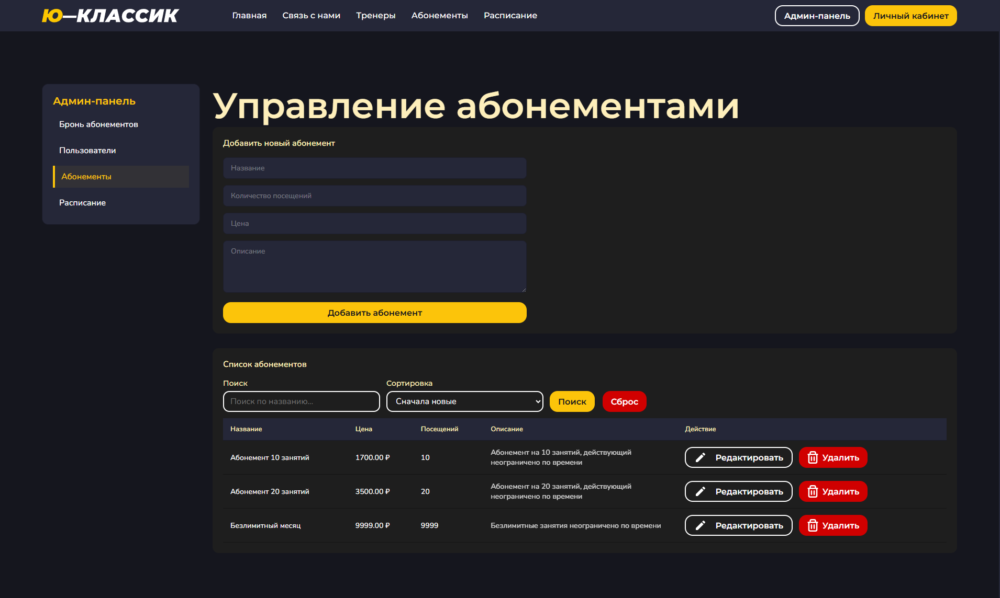 Ю—КЛАССИК
Главная Связь с нами Тренеры Абонементы Расписание
Админ-панель Личный кабинет
Админ-панель
Бронь абонементов
Пользователи
Абонементы
Расписание
Управление абонементами
Добавить новый абонемент
Название
Количество посещений
Цена
Описание
Добавить абонемент
Список абонементов
Поиск Сортировка
Поиск по названию... Сначала новые Поиск Сброс
Название Цена Посещений Описание Действие
Абонемент 10 занятий 1700.00 ₽ 10 Абонемент на 10 занятий, действующий
неограничено по времени Редактировать Удалить
Абонемент 20 занятий 3500.00 ₽ 20 Абонемент на 20 занятий, действующий
неограничено по времени Редактировать Удалить
Безлимитный месяц 9999.00 ₽ 9999 Безлимитные занятия неограничено по времени Редактировать Удалить